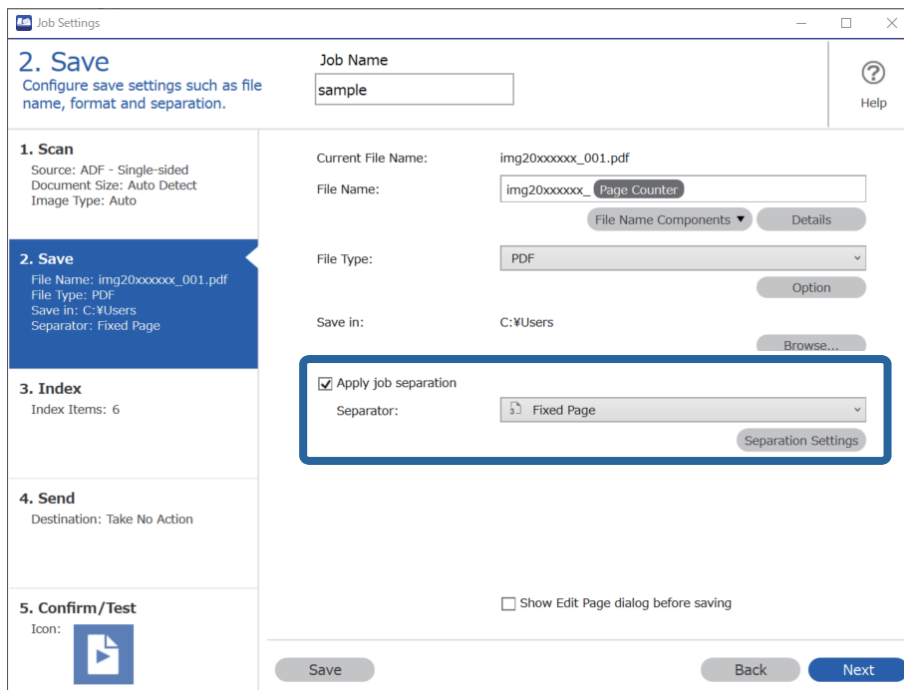 Job Settings
2. Save
Configure save settings such as file
name, format and separation.
Job Name
sample
Help
1. Scan
Source: ADF - Single-sided
Document Size: Auto Detect
Image Type: Auto
2. Save
File Name: img20xxxxxx_001.pdf
File Type: PDF
Save in: C:¥Users
Separator: Fixed Page
3. Index
Index Items: 6
4. Send
Destination: Take No Action
5. Confirm/Test
Icon:
Current File Name: img20xxxxxx_001.pdf
File Name: img20xxxxxx_ Page Counter
File Name Components Details
File Type: PDF
Option
Save in: C:¥Users
Browse...
Apply job separation
Separator: 3 Fixed Page
Separation Settings
Show Edit Page dialog before saving
Save Back Next